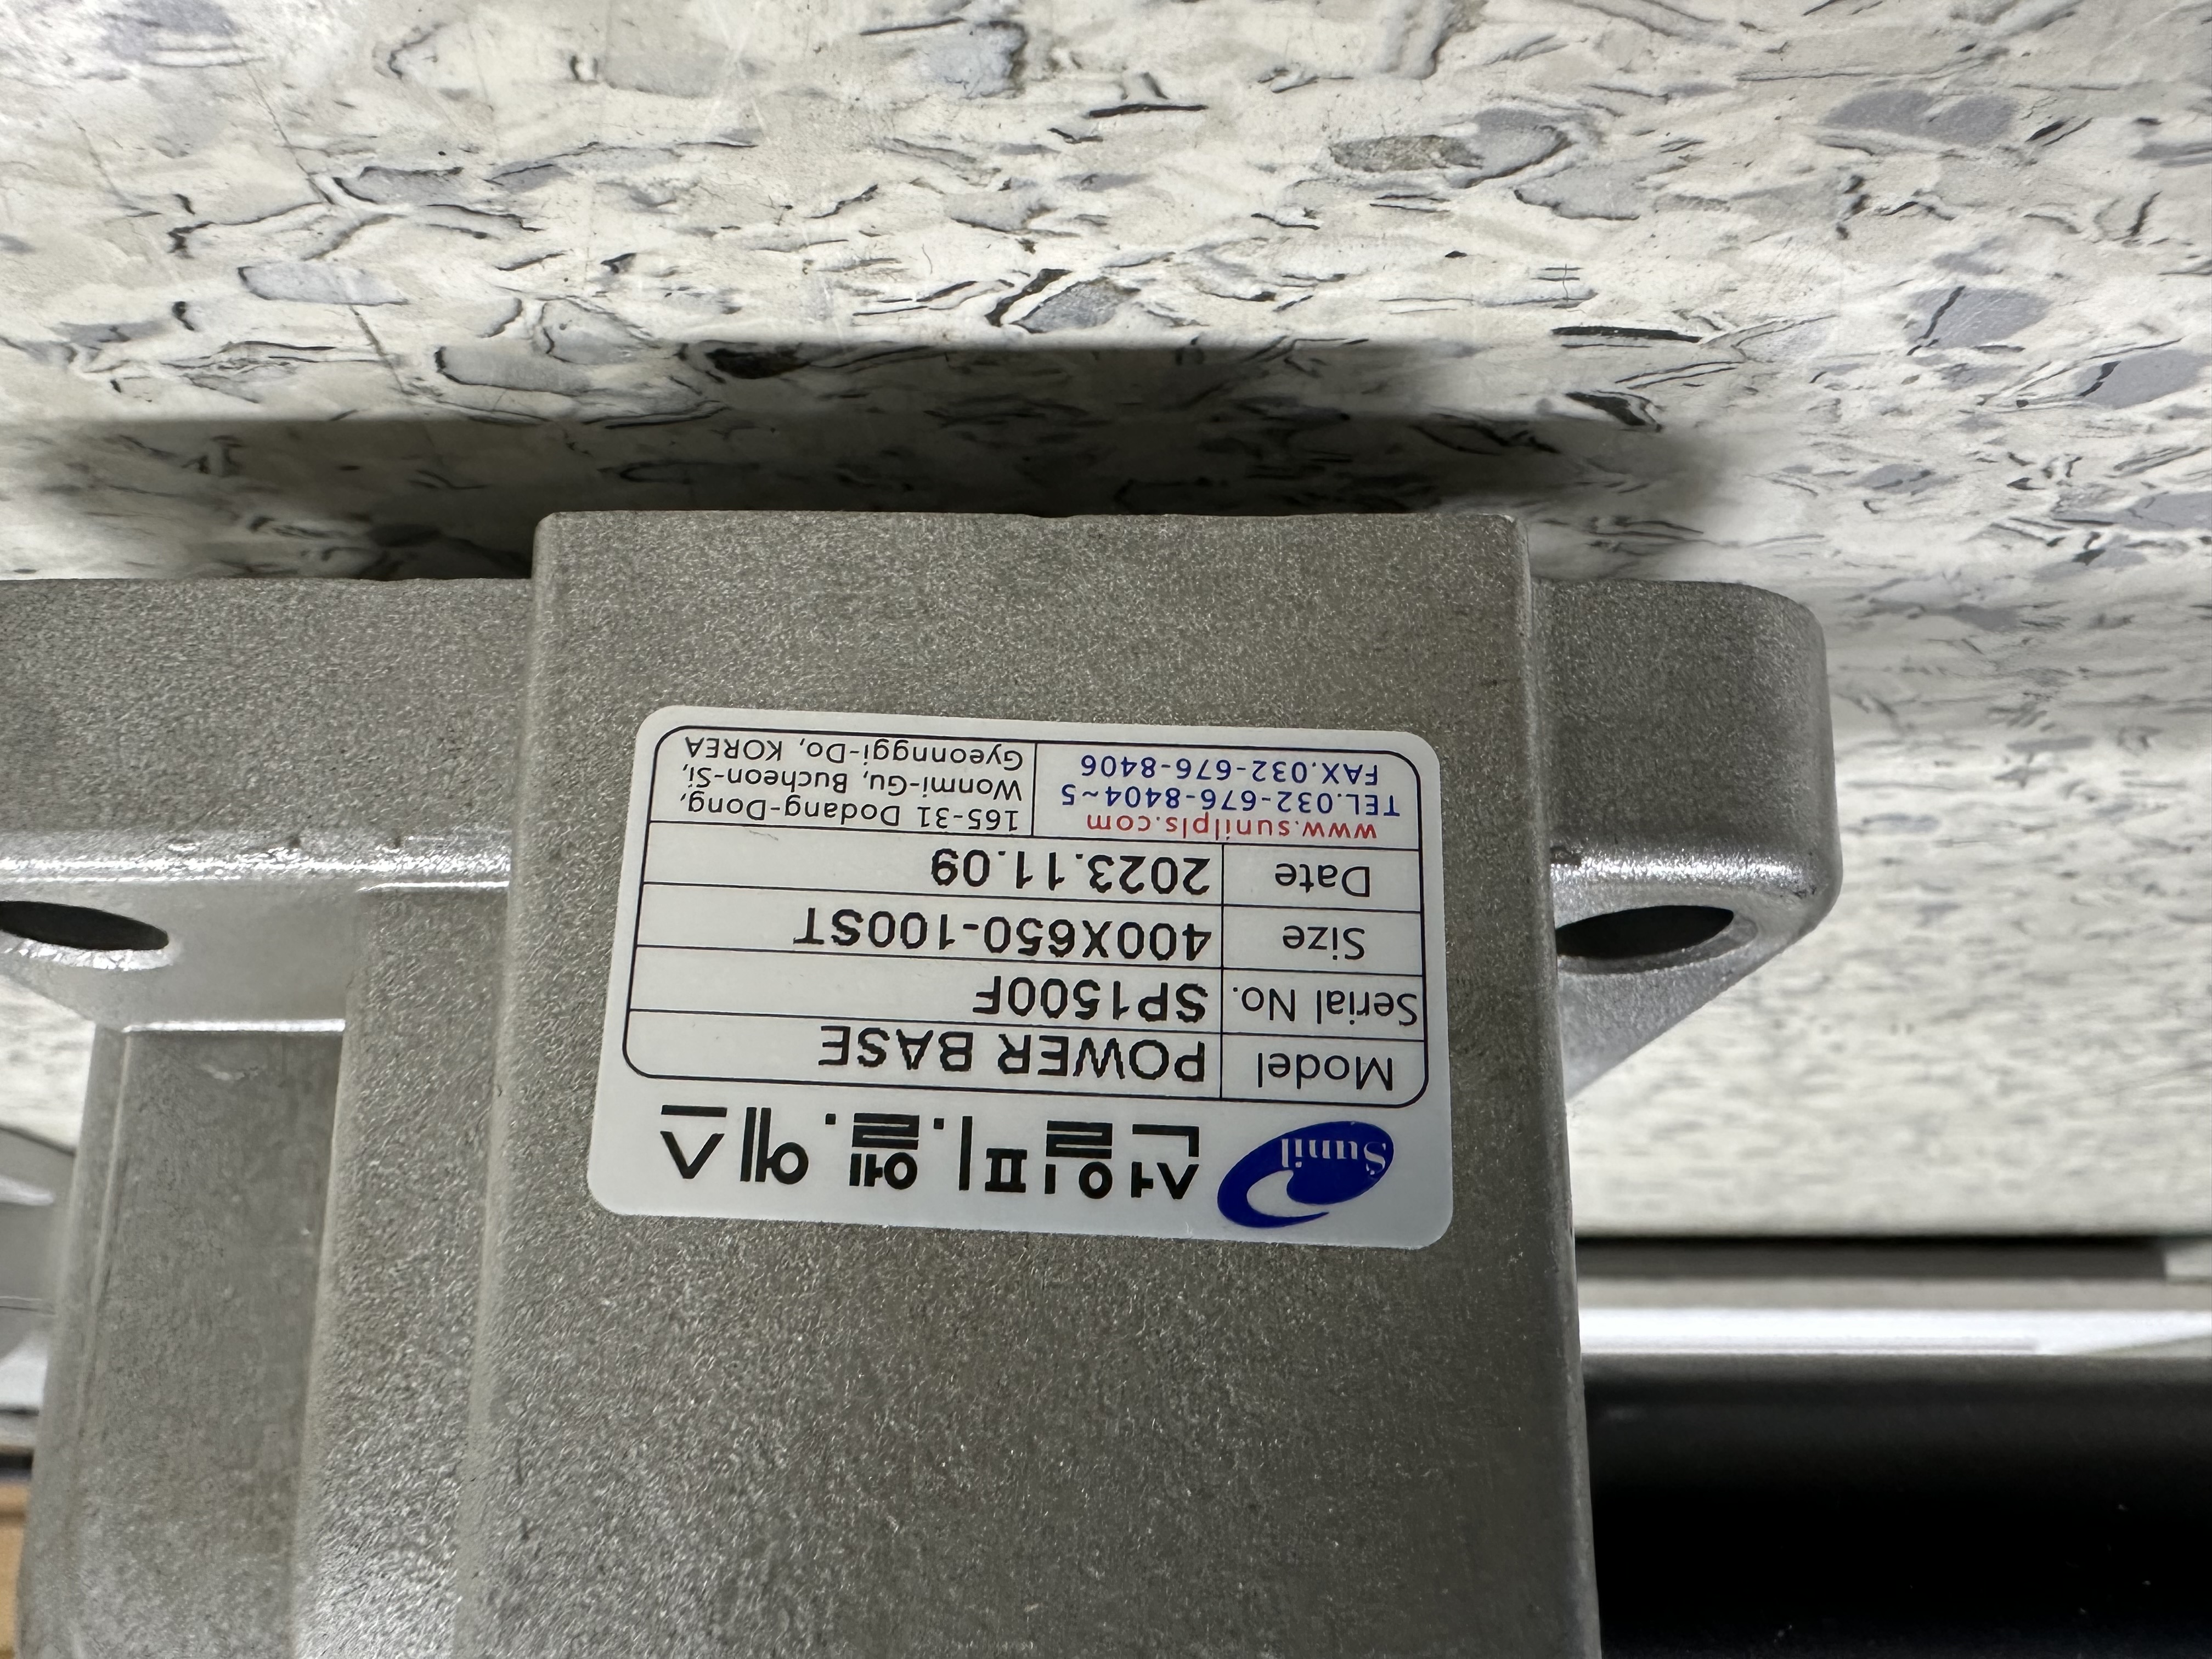 Sunil 선일피.엘.에스
Model POWER BASE
Serial No. SP1500F
Size 400X650-100ST
Date 2023.11.09
www.sunilpls.com
TEL.032-676-8404~5
FAX.032-676-8406
165-31 Dodang-Dong,
Wonmi-Gu, Bucheon-Si,
Gyeonggi-Do, KOREA